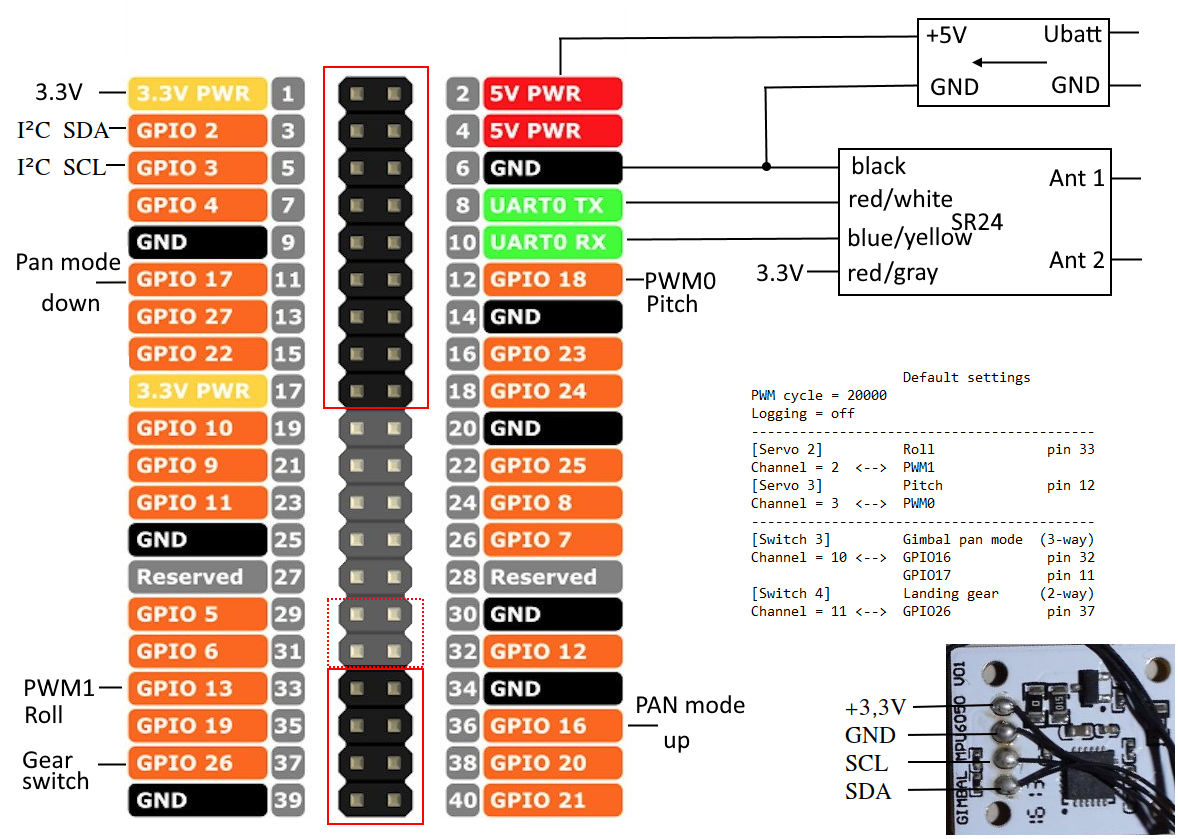 +5V Ubatt
GND GND
3.3V 3.3V PWR 1 2 5V PWR
I²C SDA GPIO 2 3 4 5V PWR
I²C SCL GPIO 3 5 6 GND
GPIO 4 7 8 UART0 TX
GND 9 10 UART0 RX
Pan mode
down
GPIO 17 11 12 GPIO 18
PWM0
Pitch
GPIO 27 13 14 GND
GPIO 22 15 16 GPIO 23
3.3V PWR 17 18 GPIO 24
GPIO 10 19 20 GND
GPIO 9 21 22 GPIO 25
GPIO 11 23 24 GPIO 8
GND 25 26 GPIO 7
Reserved 27 28 Reserved
GPIO 5 29 30 GND
GPIO 6 31 32 GPIO 12
PWM1
Roll
GPIO 13 33 34 GND
GPIO 19 35 36 GPIO 16
PAN mode
up
Gear
switch
GPIO 26 37 38 GPIO 20
GND 39 40 GPIO 21
black
Ant 1
red/white
SR24
blue/yellow
Ant 2
3.3V red/gray
Default settings
PWM cycle = 20000
Logging = off
-------------------------------------------
[Servo 2] Roll pin 33
Channel = 2 <--> PWM1
[Servo 3] Pitch pin 12
Channel = 3 <--> PWM0
-------------------------------------------
[Switch 3] Gimbal pan mode (3-way)
Channel = 10 <--> GPIO16 pin 32
GPIO17 pin 11
[Switch 4] Landing gear (2-way)
Channel = 11 <--> GPIO26 pin 37
+3,3V
GND
SCL
SDA
GIMBAL MPU6050 V01